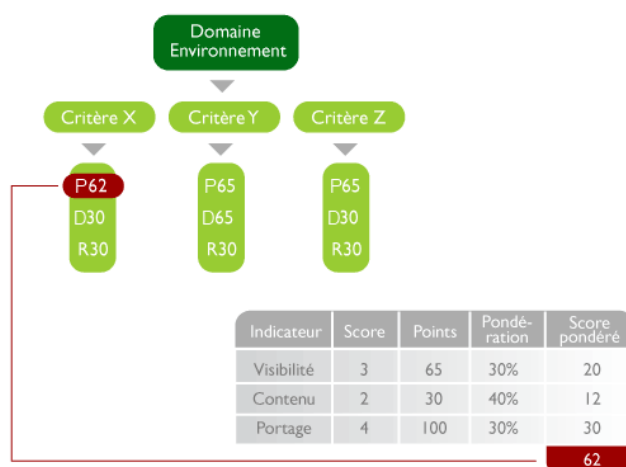 Domaine
Environnement
Critère X Critère Y Critère Z
P62 P65 P65
D30 D65 D30
R30 R30 R30
Indicateur Score Points Pondé- Score
ration pondéré
Visibilité 3 65 30% 20
Contenu 2 30 40% 12
Portage 4 100 30% 30
62